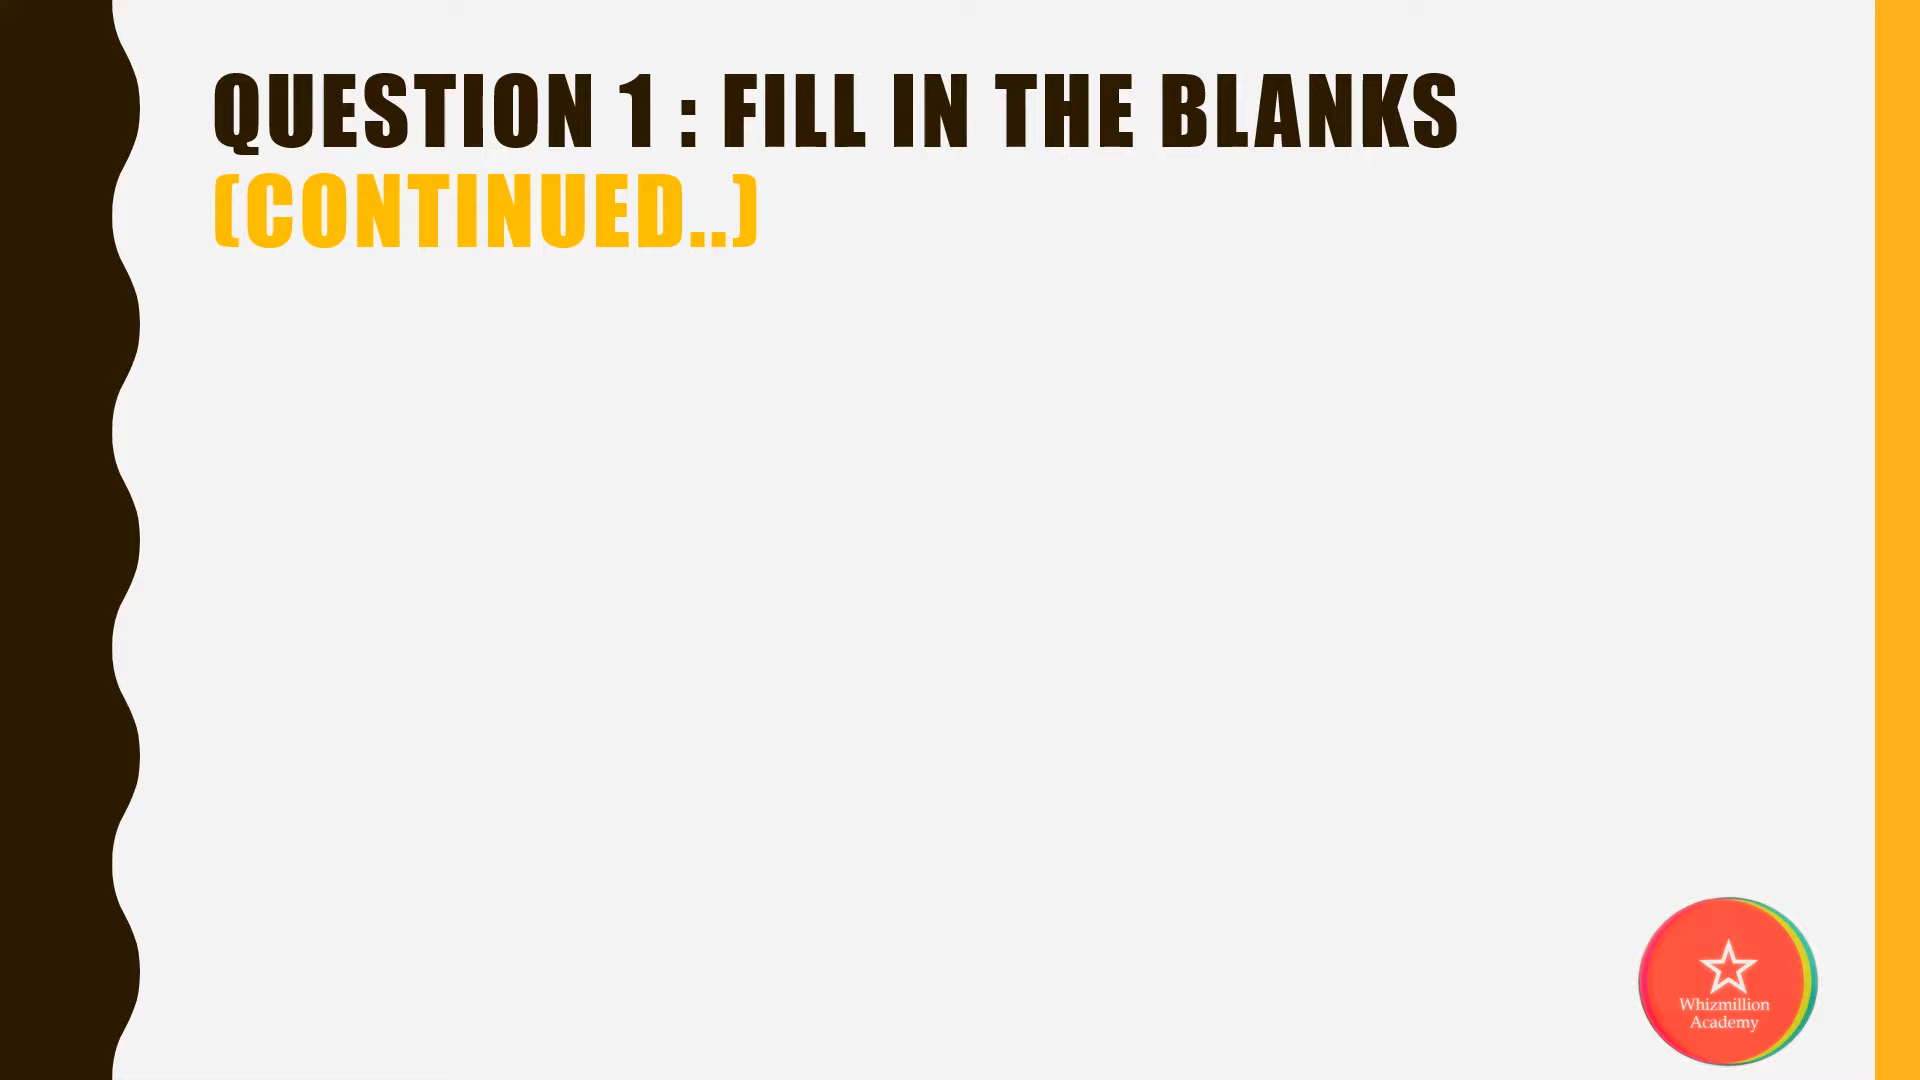 QUESTION 1 : FILL IN THE BLANKS
(CONTINUED..)
Whizmillion
Academy